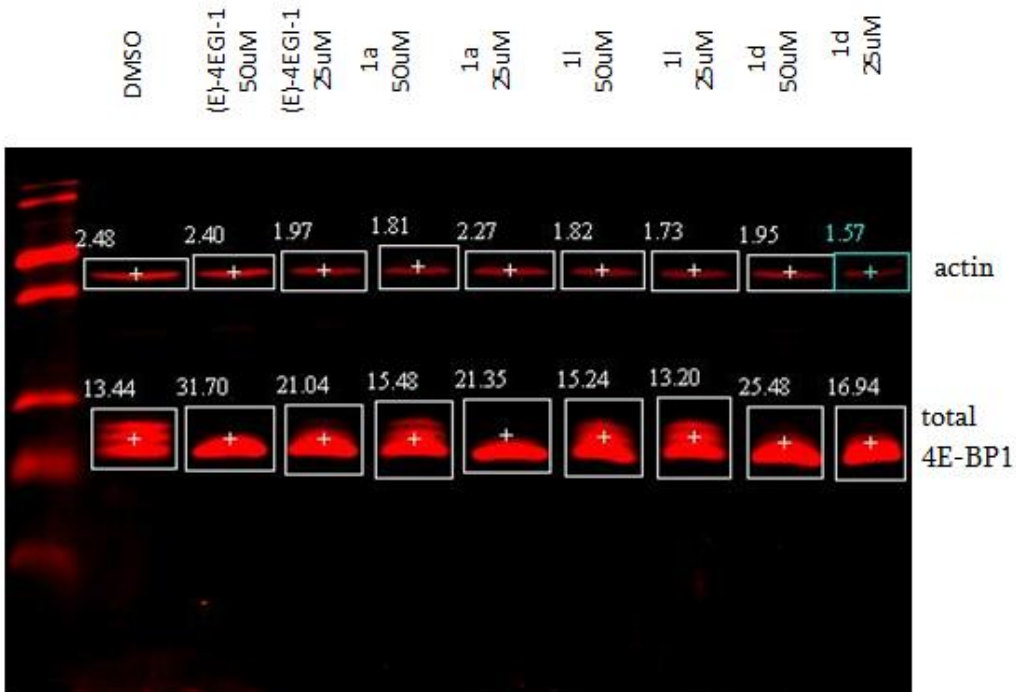 DMSO
(E)-4EGI-1
50uM
(E)-4EGI-1
25uM
1a
50uM
1a
25uM
1l
50uM
1l
25uM
1d
50uM
1d
25uM
2.48 2.40 1.97 1.81 2.27 1.82 1.73 1.95 1.57
actin
13.44 31.70 21.04 15.48 21.35 15.24 13.20 25.48 16.94
total
4E-BP1